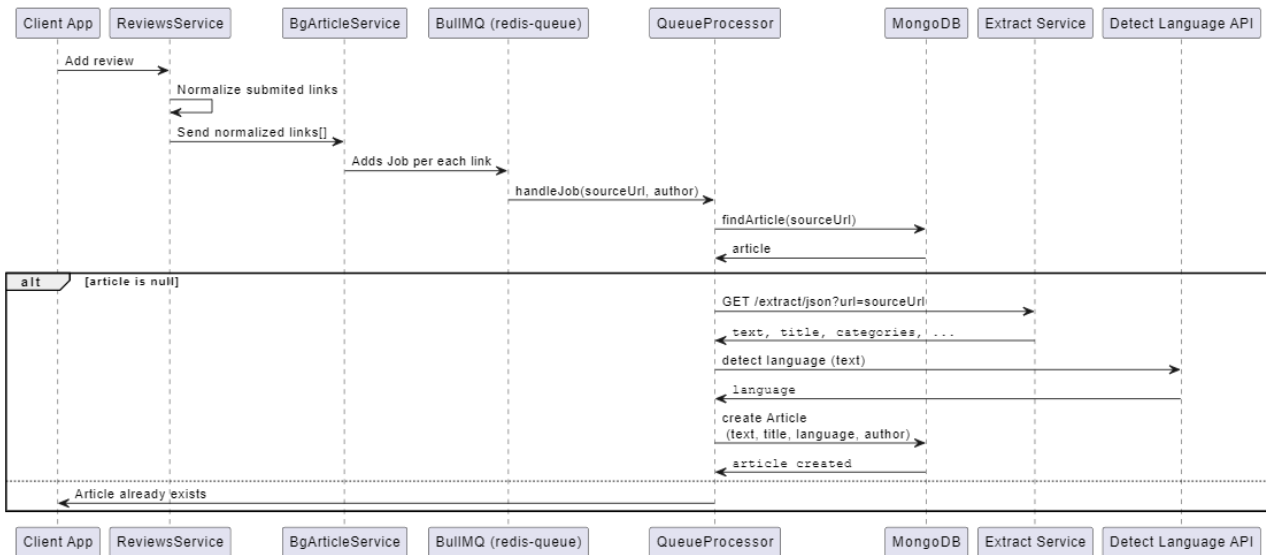 Client App
ReviewsService
BgArticleService
BullMQ (redis-queue)
QueueProcessor
MongoDB
Extract Service
Detect Language API
Add review
Normalize submited links
Send normalized links[]
Adds Job per each link
handleJob(sourceUrl, author)
findArticle(sourceUrl)
article
alt
[article is null]
GET /extract/json?url=sourceUrl
text, title, categories, ...
detect language (text)
language
create Article
(text, title, language, author)
article created
Article already exists
Client App
ReviewsService
BgArticleService
BullMQ (redis-queue)
QueueProcessor
MongoDB
Extract Service
Detect Language API